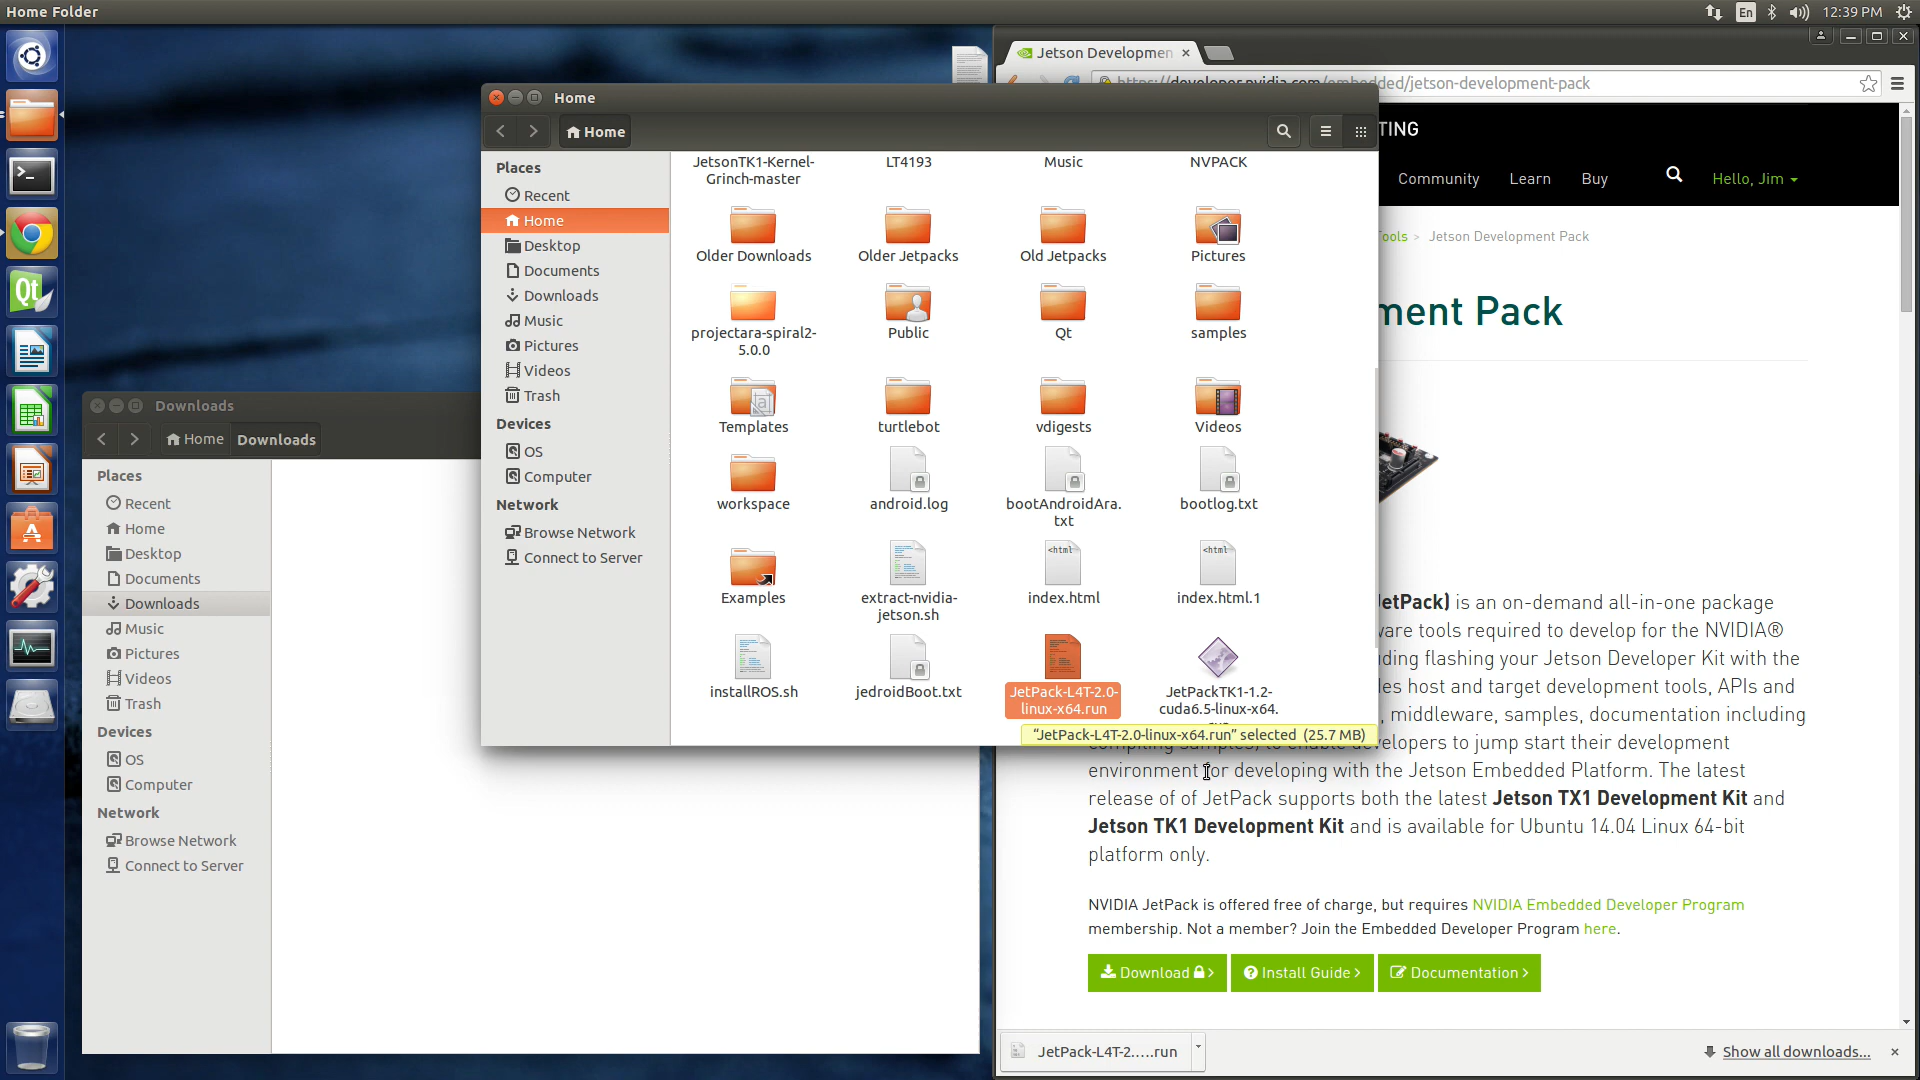 Home Folder
En
12:39 PM
Jetson Developmen
https://developer.nvidia.com/embedded/jetson-development-pack
Home
Home
Places
Recent
Home
Desktop
Documents
Downloads
Music
Pictures
Videos
Trash
Devices
OS
Computer
Network
Browse Network
Connect to Server
JetsonTK1-Kernel-
Grinch-master
LT4193
Music
NVPACK
Older Downloads
Older Jetpacks
Old Jetpacks
Pictures
projectara-spiral2-
5.0.0
Public
Qt
samples
Templates
turtlebot
vdigests
Videos
workspace
android.log
bootAndroidAra.
txt
bootlog.txt
Examples
extract-nvidia-
jetson.sh
<html>
index.html
<html>
index.html.1
installROS.sh
jedroidBoot.txt
JetPack-L4T-2.0-
linux-x64.run
JetPackTK1-1.2-
cuda6.5-linux-x64.
"JetPack-L4T-2.0-linux-x64.run" selected (25.7 MB)
Downloads
Home
Downloads
Places
Recent
Home
Desktop
Documents
Downloads
Music
Pictures
Videos
Trash
Devices
OS
Computer
Network
Browse Network
Connect to Server
TING
Community
Learn
Buy
Hello, Jim
Tools > Jetson Development Pack
ment Pack
etPack) is an on-demand all-in-one package
are tools required to develop for the NVIDIA®
ding flashing your Jetson Developer Kit with the
es host and target development tools, APIs and
, middleware, samples, documentation including
compiling samples, to enable developers to jump start their development
environment for developing with the Jetson Embedded Platform. The latest
release of of JetPack supports both the latest Jetson TX1 Development Kit and
Jetson TK1 Development Kit and is available for Ubuntu 14.04 Linux 64-bit
platform only.
NVIDIA JetPack is offered free of charge, but requires NVIDIA Embedded Developer Program
membership. Not a member? Join the Embedded Developer Program here.
Download >
Install Guide >
Documentation >
JetPack-L4T-2.....run
Show all downloads...